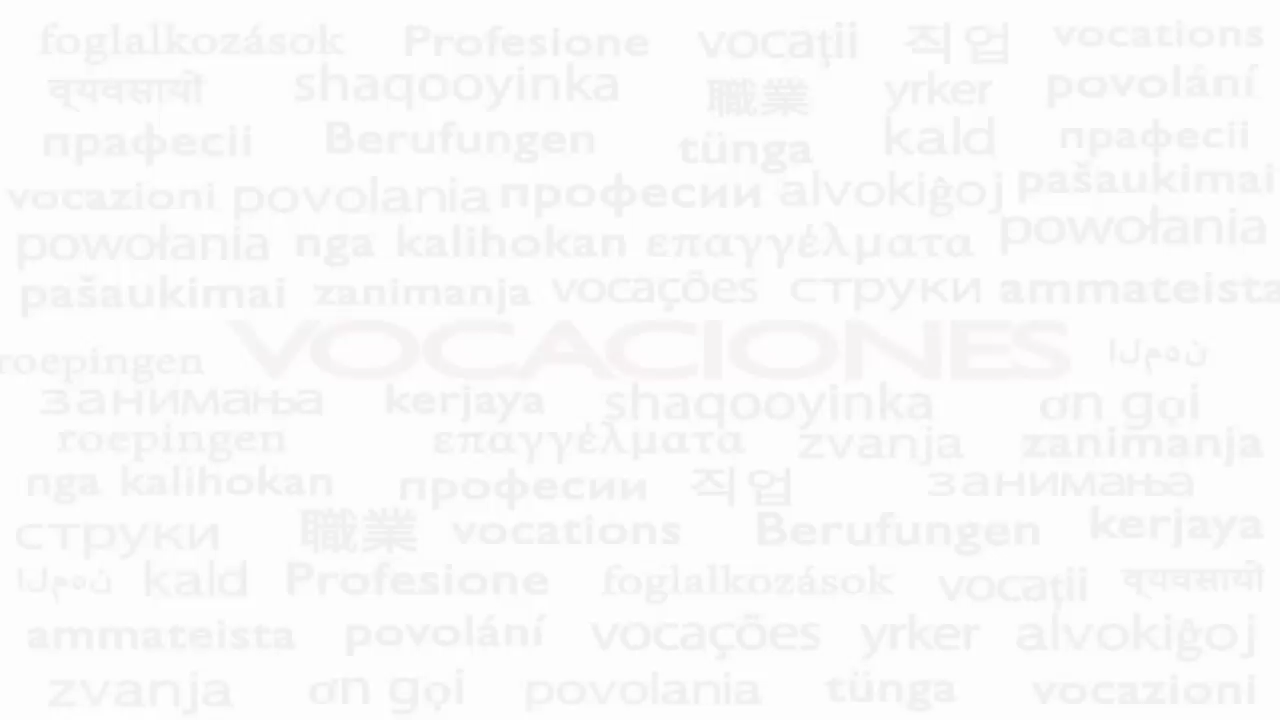 foglalkozások Profesione vocaţii 직업 vocations
व्यवसायों shaqooyinka 職業 yrker povolání
прафесіі Berufungen tünga kald прафесіі
vocazioni povolania професии alvokiĝoj pašaukimai
powołania nga kalihokan επαγγέλματα powołania
pašaukimai zanimanja vocações струки ammateista
VOCACIONES
roepingen ن ه م ل ا
занимања kerjaya shaqooyinka ơn gọi
roepingen επαγγέλματα zvanja zanimanja
nga kalihokan професии 직업 занимања
струки 職業 vocations Berufungen kerjaya
ن ه م ل ا kald Profesione foglalkozások vocaţii व्यवसायों
ammateista povolání vocações yrker alvokiĝoj
zvanja ơn gọi povolania tünga vocazioni